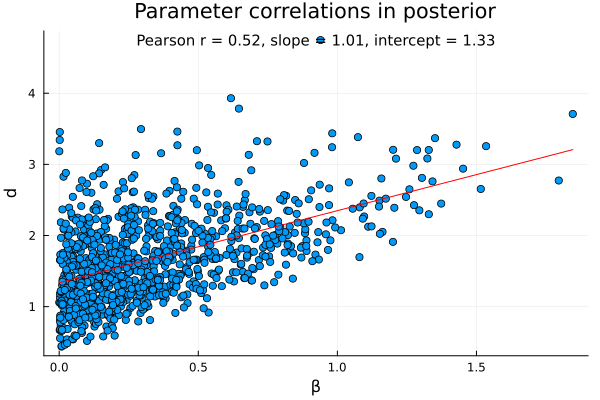 Parameter correlations in posterior
Pearson r = 0.52, slope = 1.01, intercept = 1.33
d
4
3
2
1
0.0 0.5 1.0 1.5
β